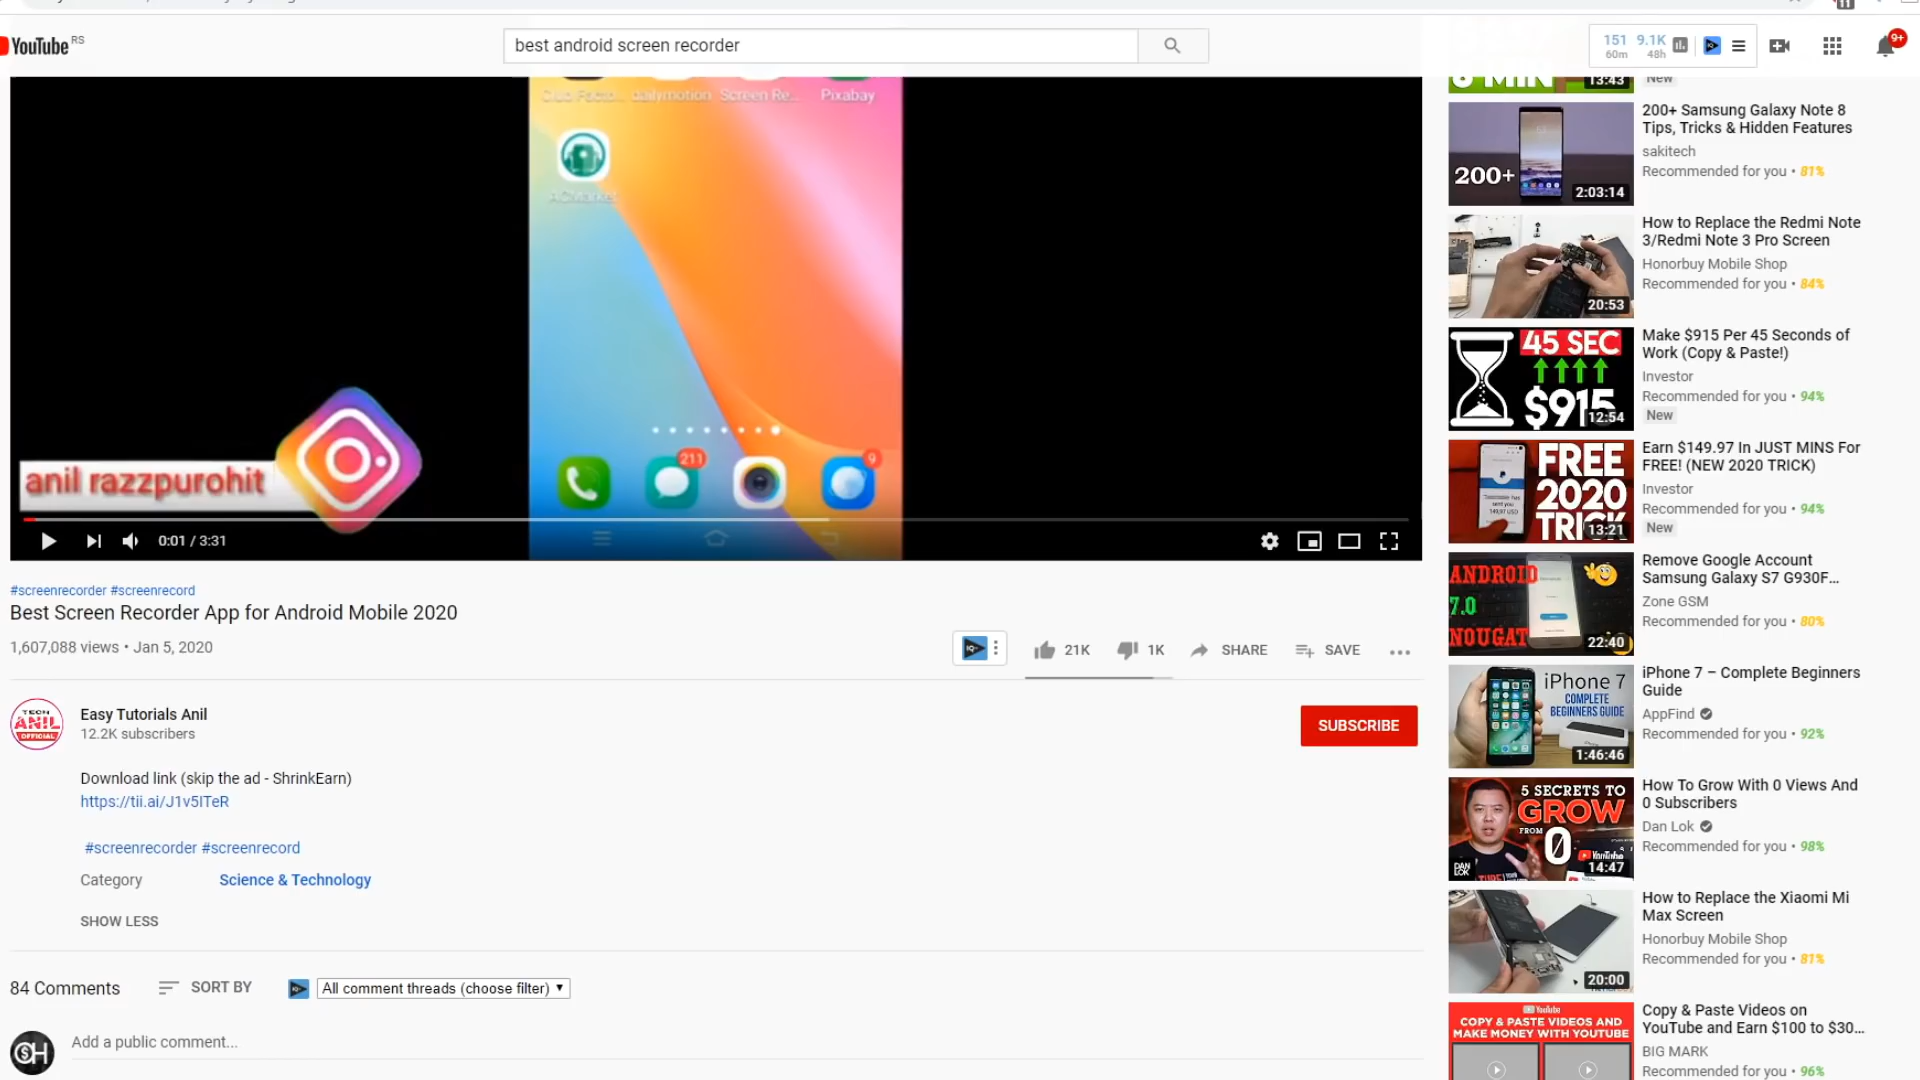 YouTube RS
best android screen recorder
151 9.1K
60m 48h
11
9+
dailymotion Screen Re... Pixabay
211
9
anil razzpurohit
0:01 / 3:31
#screenrecorder #screenrecord
Best Screen Recorder App for Android Mobile 2020
1,607,088 views • Jan 5, 2020
21K
1K
SHARE
SAVE
TECH
ANIL
OFFICIAL
Easy Tutorials Anil
12.2K subscribers
SUBSCRIBE
Download link (skip the ad - ShrinkEarn)
https://tii.ai/J1v5ITeR
#screenrecorder #screenrecord
Category Science & Technology
SHOW LESS
84 Comments SORT BY
All comment threads (choose filter)
Add a public comment...
MIN
13:43
New
200+
2:03:14
200+ Samsung Galaxy Note 8
Tips, Tricks & Hidden Features
sakitech
Recommended for you • 81%
20:53
How to Replace the Redmi Note
3/Redmi Note 3 Pro Screen
Honorbuy Mobile Shop
Recommended for you • 84%
45 SEC
$915
12:54
Make $915 Per 45 Seconds of
Work (Copy & Paste!)
Investor
Recommended for you • 94%
New
FREE
2020
TRICK
13:21
Earn $149.97 In JUST MINS For
FREE! (NEW 2020 TRICK)
Investor
Recommended for you • 94%
New
ANDROID
7.0
NOUGAT
22:40
Remove Google Account
Samsung Galaxy S7 G930F...
Zone GSM
Recommended for you • 80%
iPhone 7
COMPLETE
BEGINNERS GUIDE
1:46:46
iPhone 7 – Complete Beginners
Guide
AppFind
Recommended for you • 92%
5 SECRETS TO
GROW
FROM
0
YouTube
DAN
LOK
14:47
How To Grow With 0 Views And
0 Subscribers
Dan Lok
Recommended for you • 98%
20:00
How to Replace the Xiaomi Mi
Max Screen
Honorbuy Mobile Shop
Recommended for you • 81%
YouTube
COPY & PASTE VIDEOS AND
MAKE MONEY WITH YOUTUBE
Copy & Paste Videos on
YouTube and Earn $100 to $30...
BIG MARK
Recommended for you • 96%